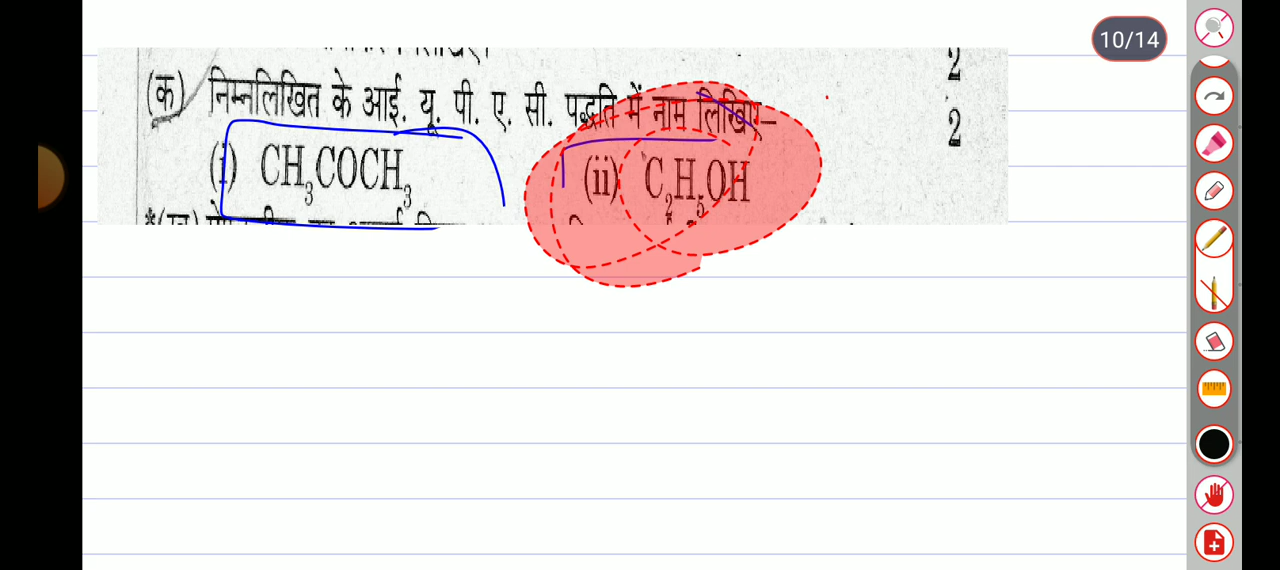 10/14
2
(क) निम्नलिखित के आई. यू. पी. ए. सी. पद्धति में नाम लिखिए– 2
(i) CH₃COCH₃ (ii) C₂H₅OH